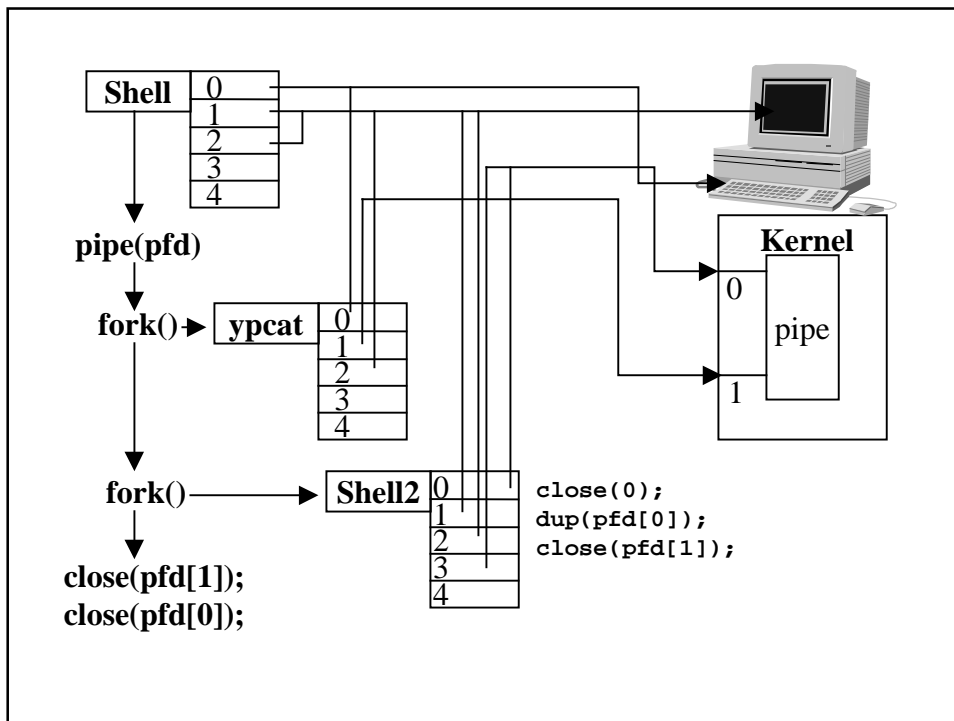 Shell
0
1
2
3
4
pipe(pfd)
fork()
ypcat
0
1
2
3
4
Kernel
0
pipe
1
fork()
Shell2
0
1
2
3
4
close(0);
dup(pfd[0]);
close(pfd[1]);
close(pfd[1]);
close(pfd[0]);